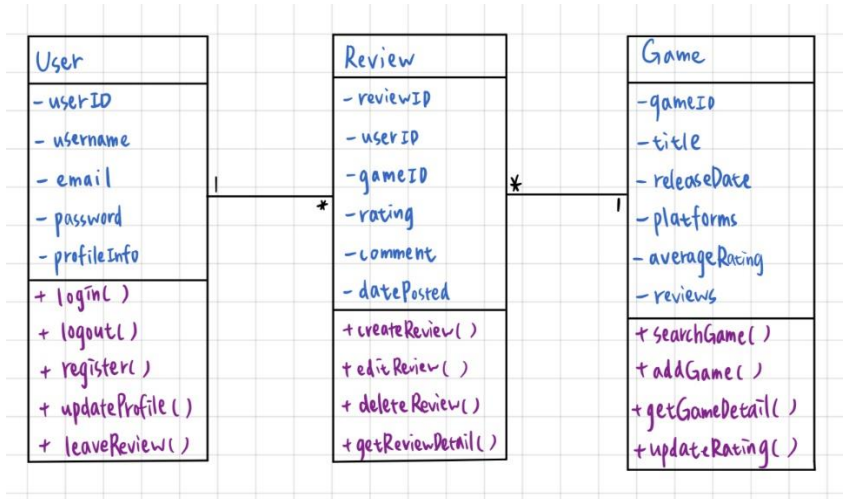 User
- userID
- username
- email
- password
- profileInfo
+ login()
+ logout()
+ register()
+ updateProfile()
+ leaveReview()
1
*
Review
- reviewID
- userID
- gameID
- rating
- comment
- datePosted
+ createReview()
+ editReview()
+ deleteReview()
+ getReviewDetail()
*
1
Game
- gameID
- title
- releaseDate
- platforms
- averageRating
- reviews
+ searchGame()
+ addGame()
+ getGameDetail()
+ updateRating()